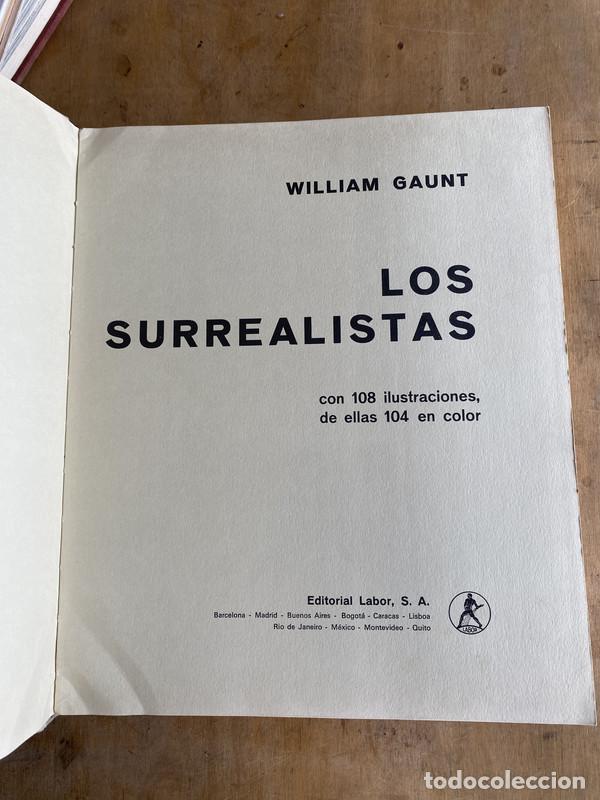 WILLIAM GAUNT
LOS
SURREALISTAS
con 108 ilustraciones,
de ellas 104 en color
Editorial Labor, S. A.
Barcelona - Madrid - Buenos Aires - Bogotá - Caracas - Lisboa
Rio de Janeiro - México - Montevideo - Quito
LABOR
todocoleccion